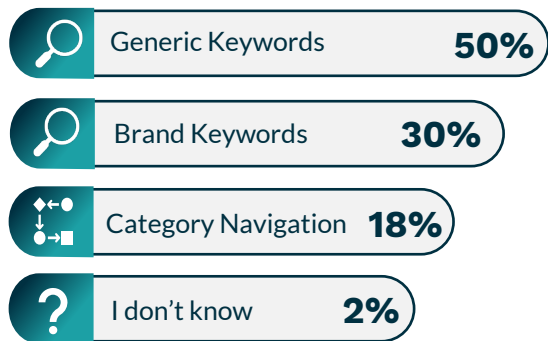 Generic Keywords 50%
Brand Keywords 30%
Category Navigation 18%
? I don't know 2%